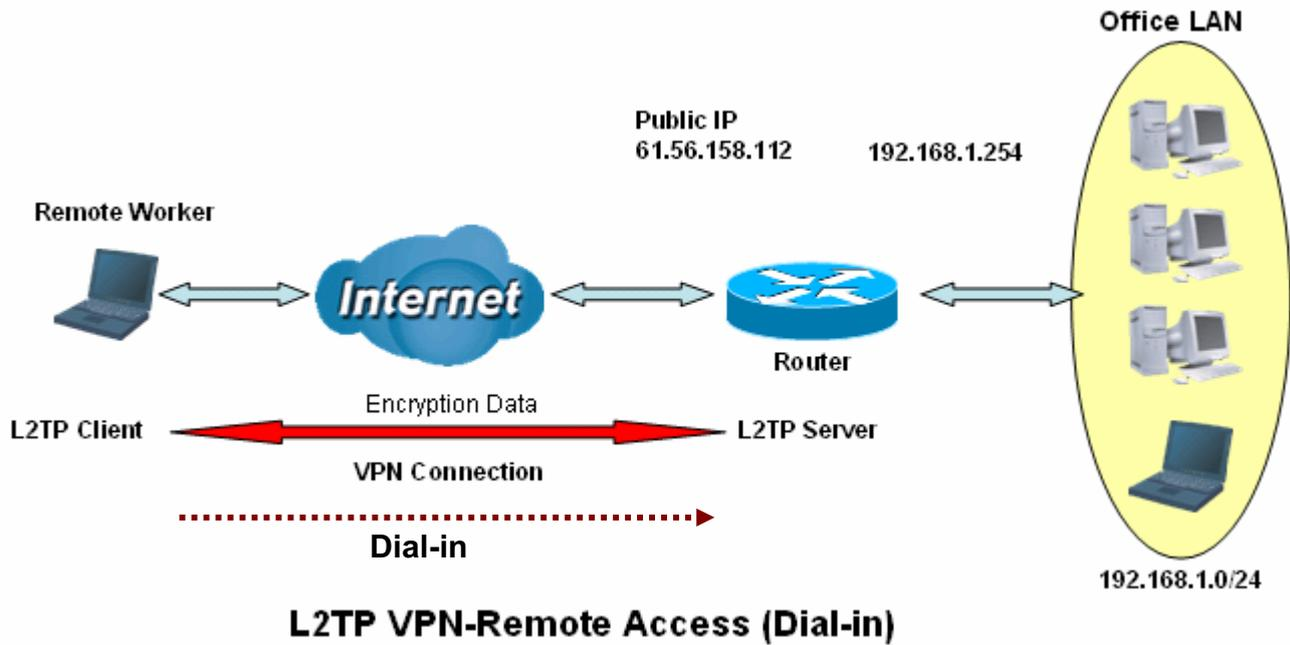 Office LAN
Public IP
61.56.158.112
192.168.1.254
Remote Worker
Internet
Router
Encryption Data
L2TP Client
L2TP Server
VPN Connection
Dial-in
192.168.1.0/24
L2TP VPN-Remote Access (Dial-in)